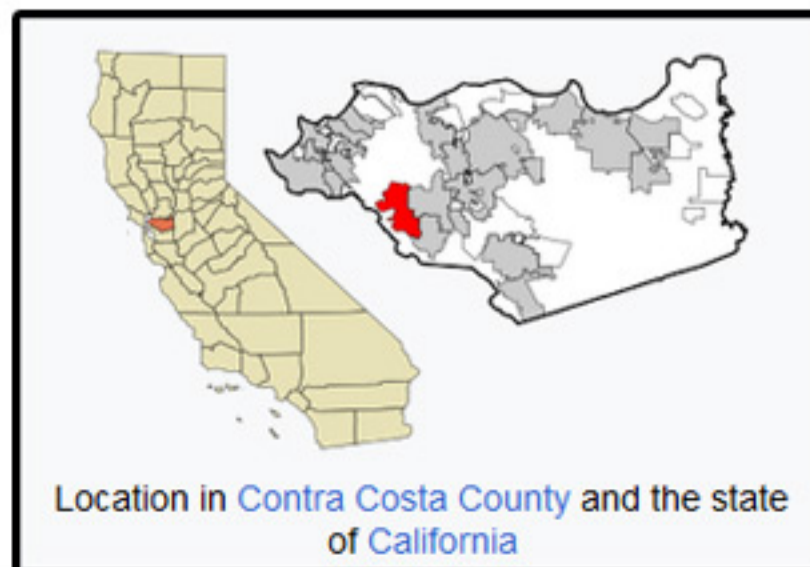 Location in Contra Costa County and the state
of California